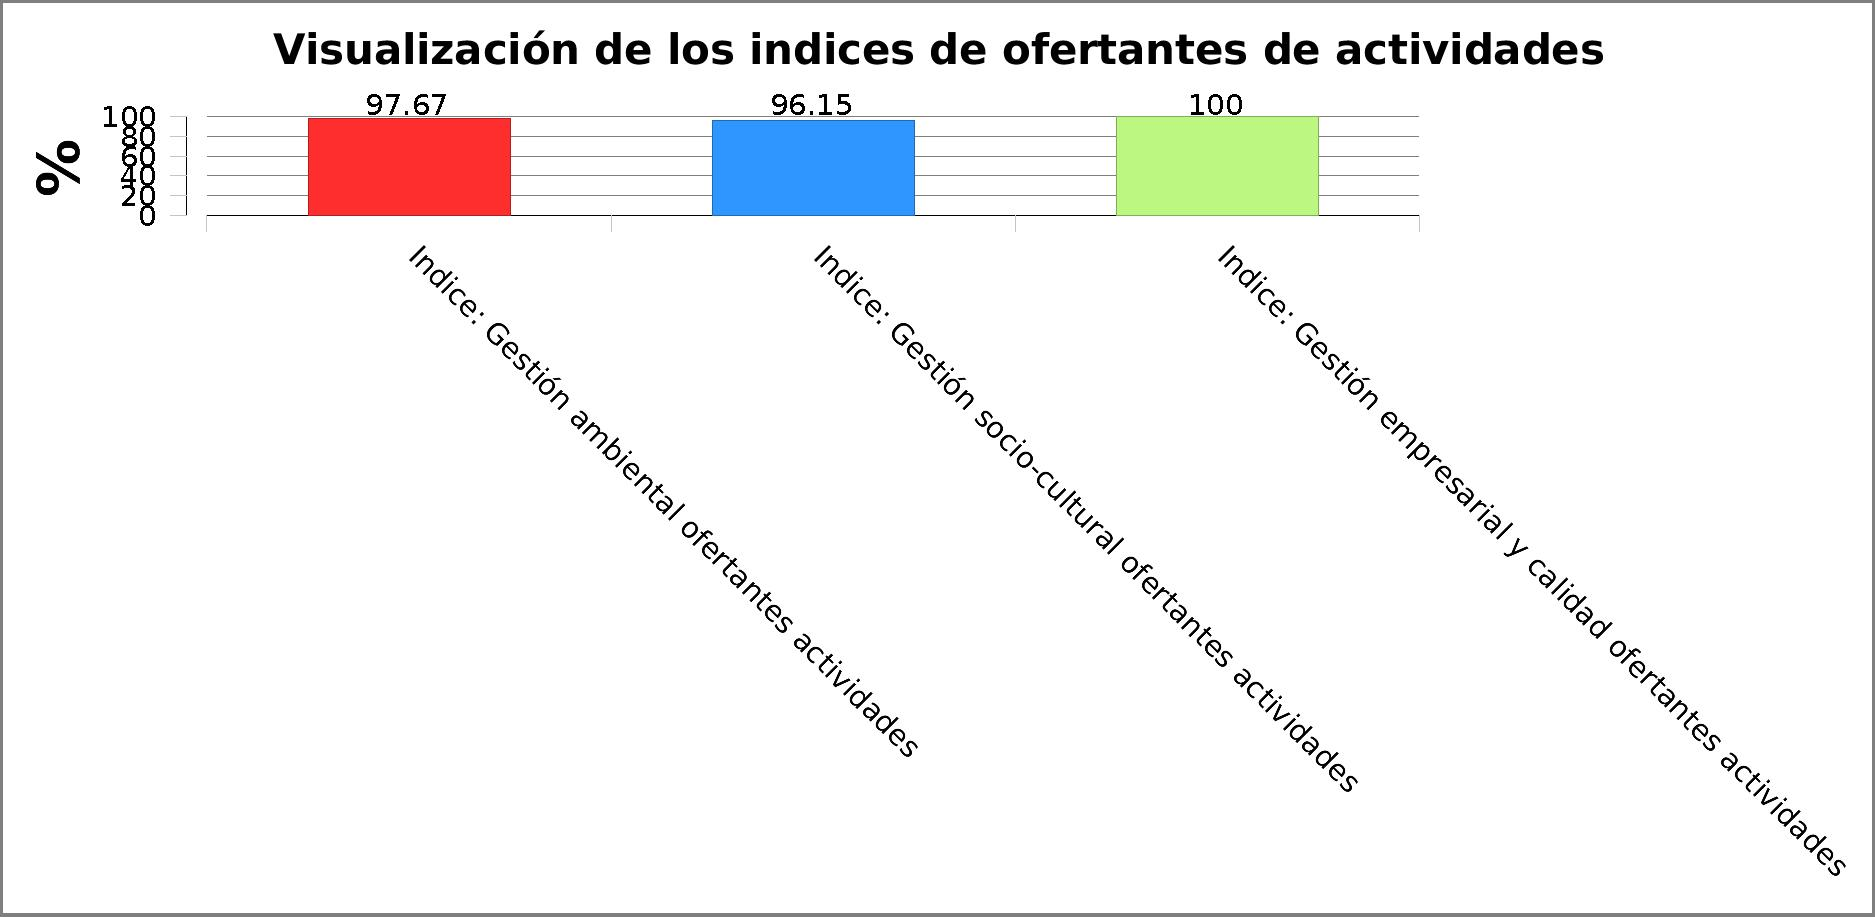 Visualización de los indices de ofertantes de actividades
%
100
80
60
40
20
0
97.67
96.15
100
Indice: Gestión ambiental ofertantes actividades
Indice: Gestión socio-cultural ofertantes actividades
Indice: Gestión empresarial y calidad ofertantes actividades